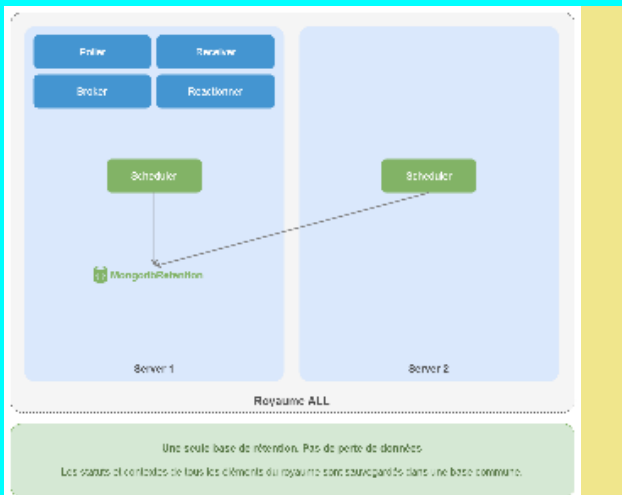 Poller
Receiver
Broker
Reactionner
Scheduler
Scheduler
MongodbRetention
Server 1
Server 2
Royaume ALL
Une seule base de rétention. Pas de perte de données
Les statuts et contextes de tous les éléments du royaume sont sauvegardés dans une base commune.